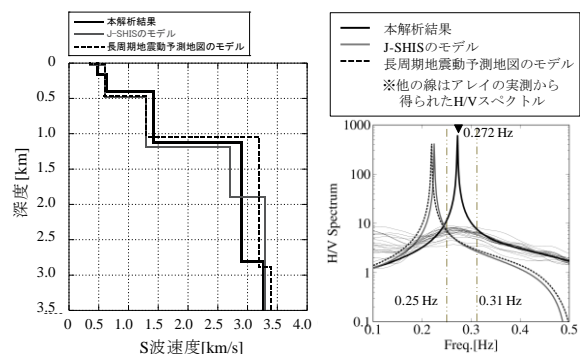 本解析結果
J-SHISのモデル
長周期地震動予測地図のモデル
0
0.5
1.0
1.5
2.0
2.5
3.0
3.5
深度[km]
0
0.5
1.0
1.5
2.0
2.5
3.0
3.5
4.0
S波速度[km/s]
本解析結果
J-SHISのモデル
長周期地震動予測地図のモデル
※他の線はアレイの実測から
得られたH/Vスペクトル
0.272 Hz
1000
100
10
1
0.1
H/V Spectrum
0.25 Hz
0.31 Hz
0.1
0.2
0.3
0.4
0.5
Freq.[Hz]